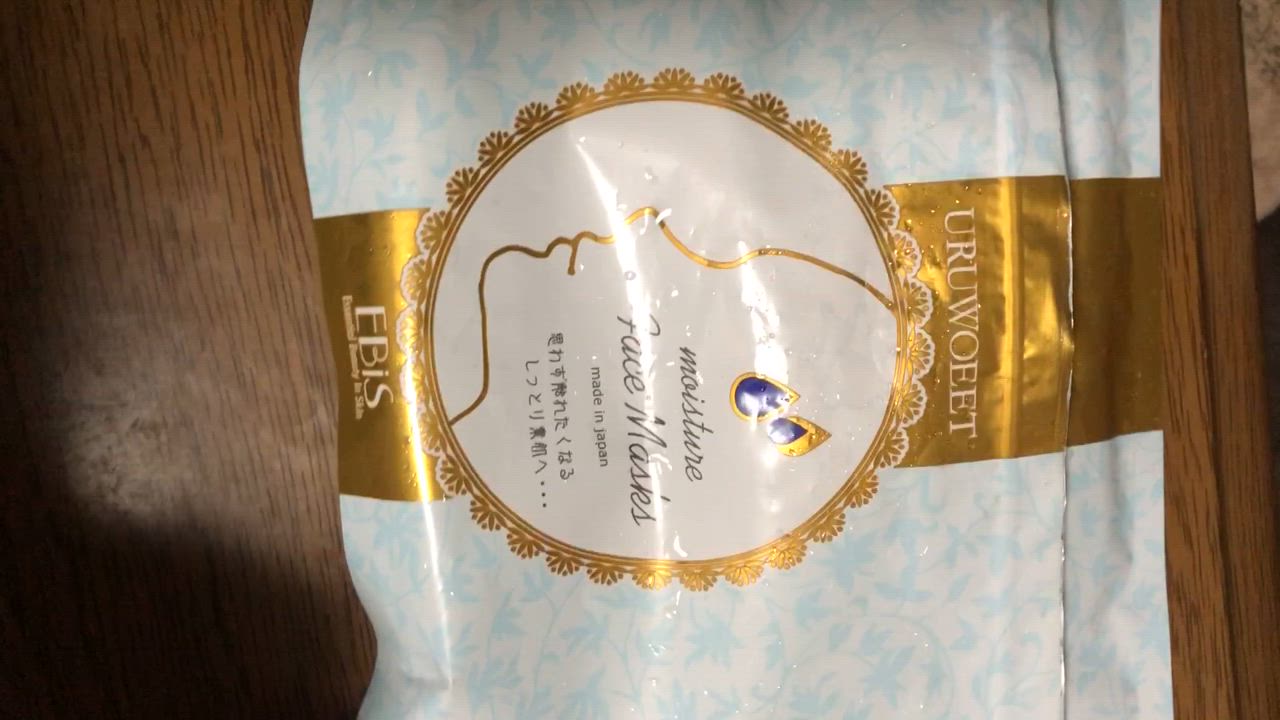 URUWOEET
moisture
Face Masks
made in japan
思わず触れたくなる
しっとり素肌へ・・・
EBiS
Essential Beauty in Skin